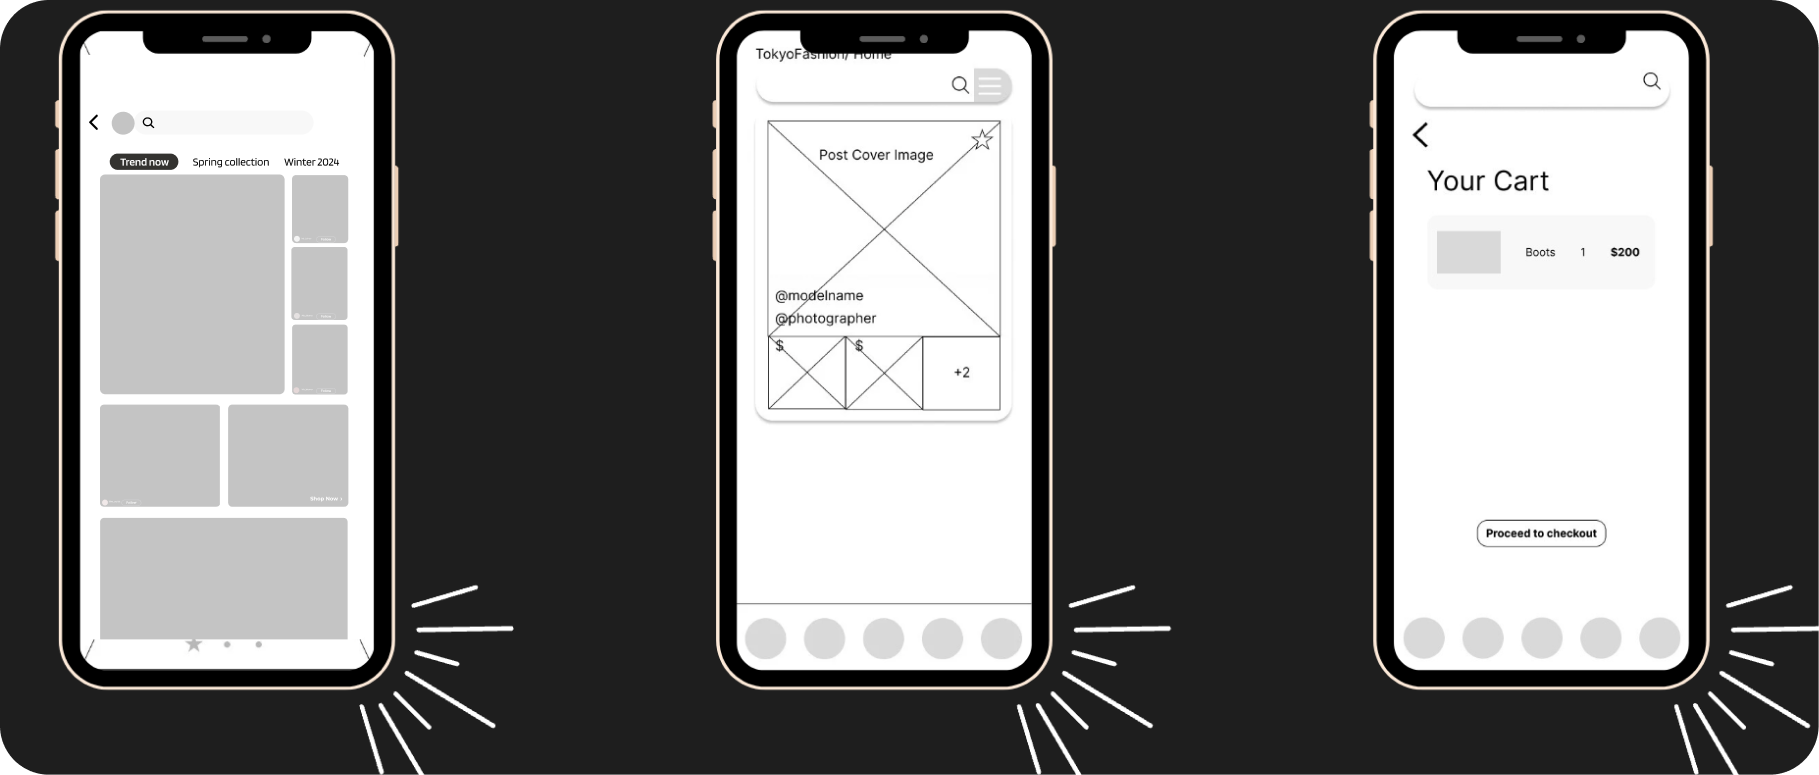 Trend now Spring collection Winter 2024
Shop Now ›
TokyoFashion/ Home
Post Cover Image
@modelname
@photographer
$ $
+2
Your Cart
Boots 1 $200
Proceed to checkout